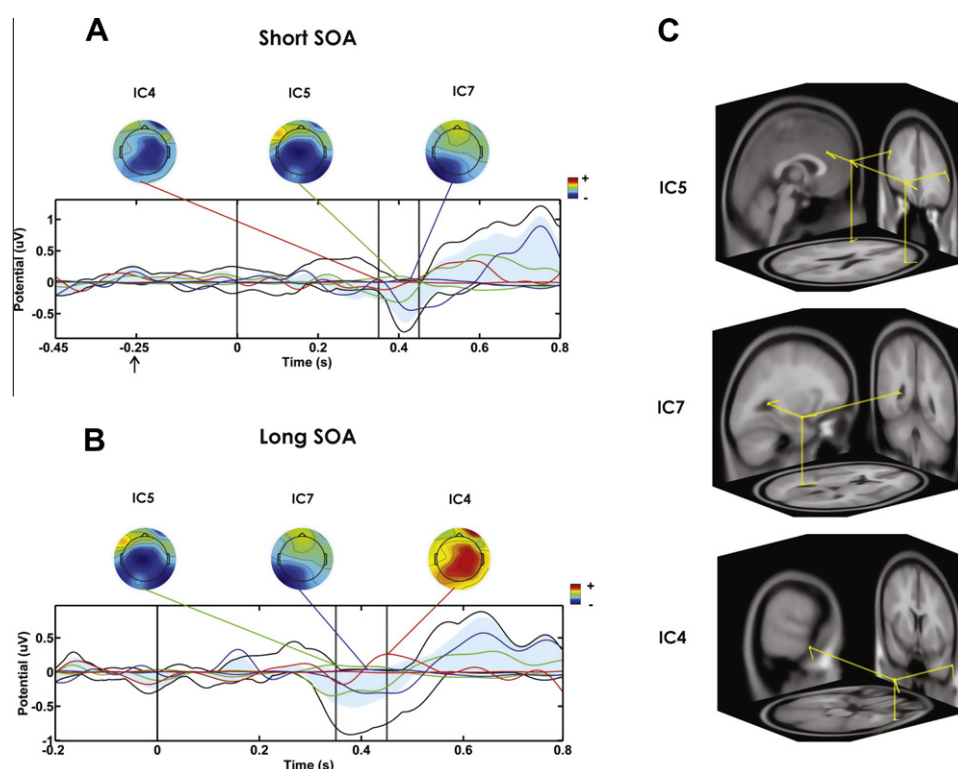 A
Short SOA
IC4 IC5 IC7
+
-
Potential (uV)
1
0.5
0
-0.5
-0.45 -0.25 0 0.2 0.4 0.6 0.8
Time (s)
B
Long SOA
IC5 IC7 IC4
+
-
Potential (uV)
0.5
0
-0.5
-1
-0.2 0 0.2 0.4 0.6 0.8
Time (s)
C
IC5
IC7
IC4